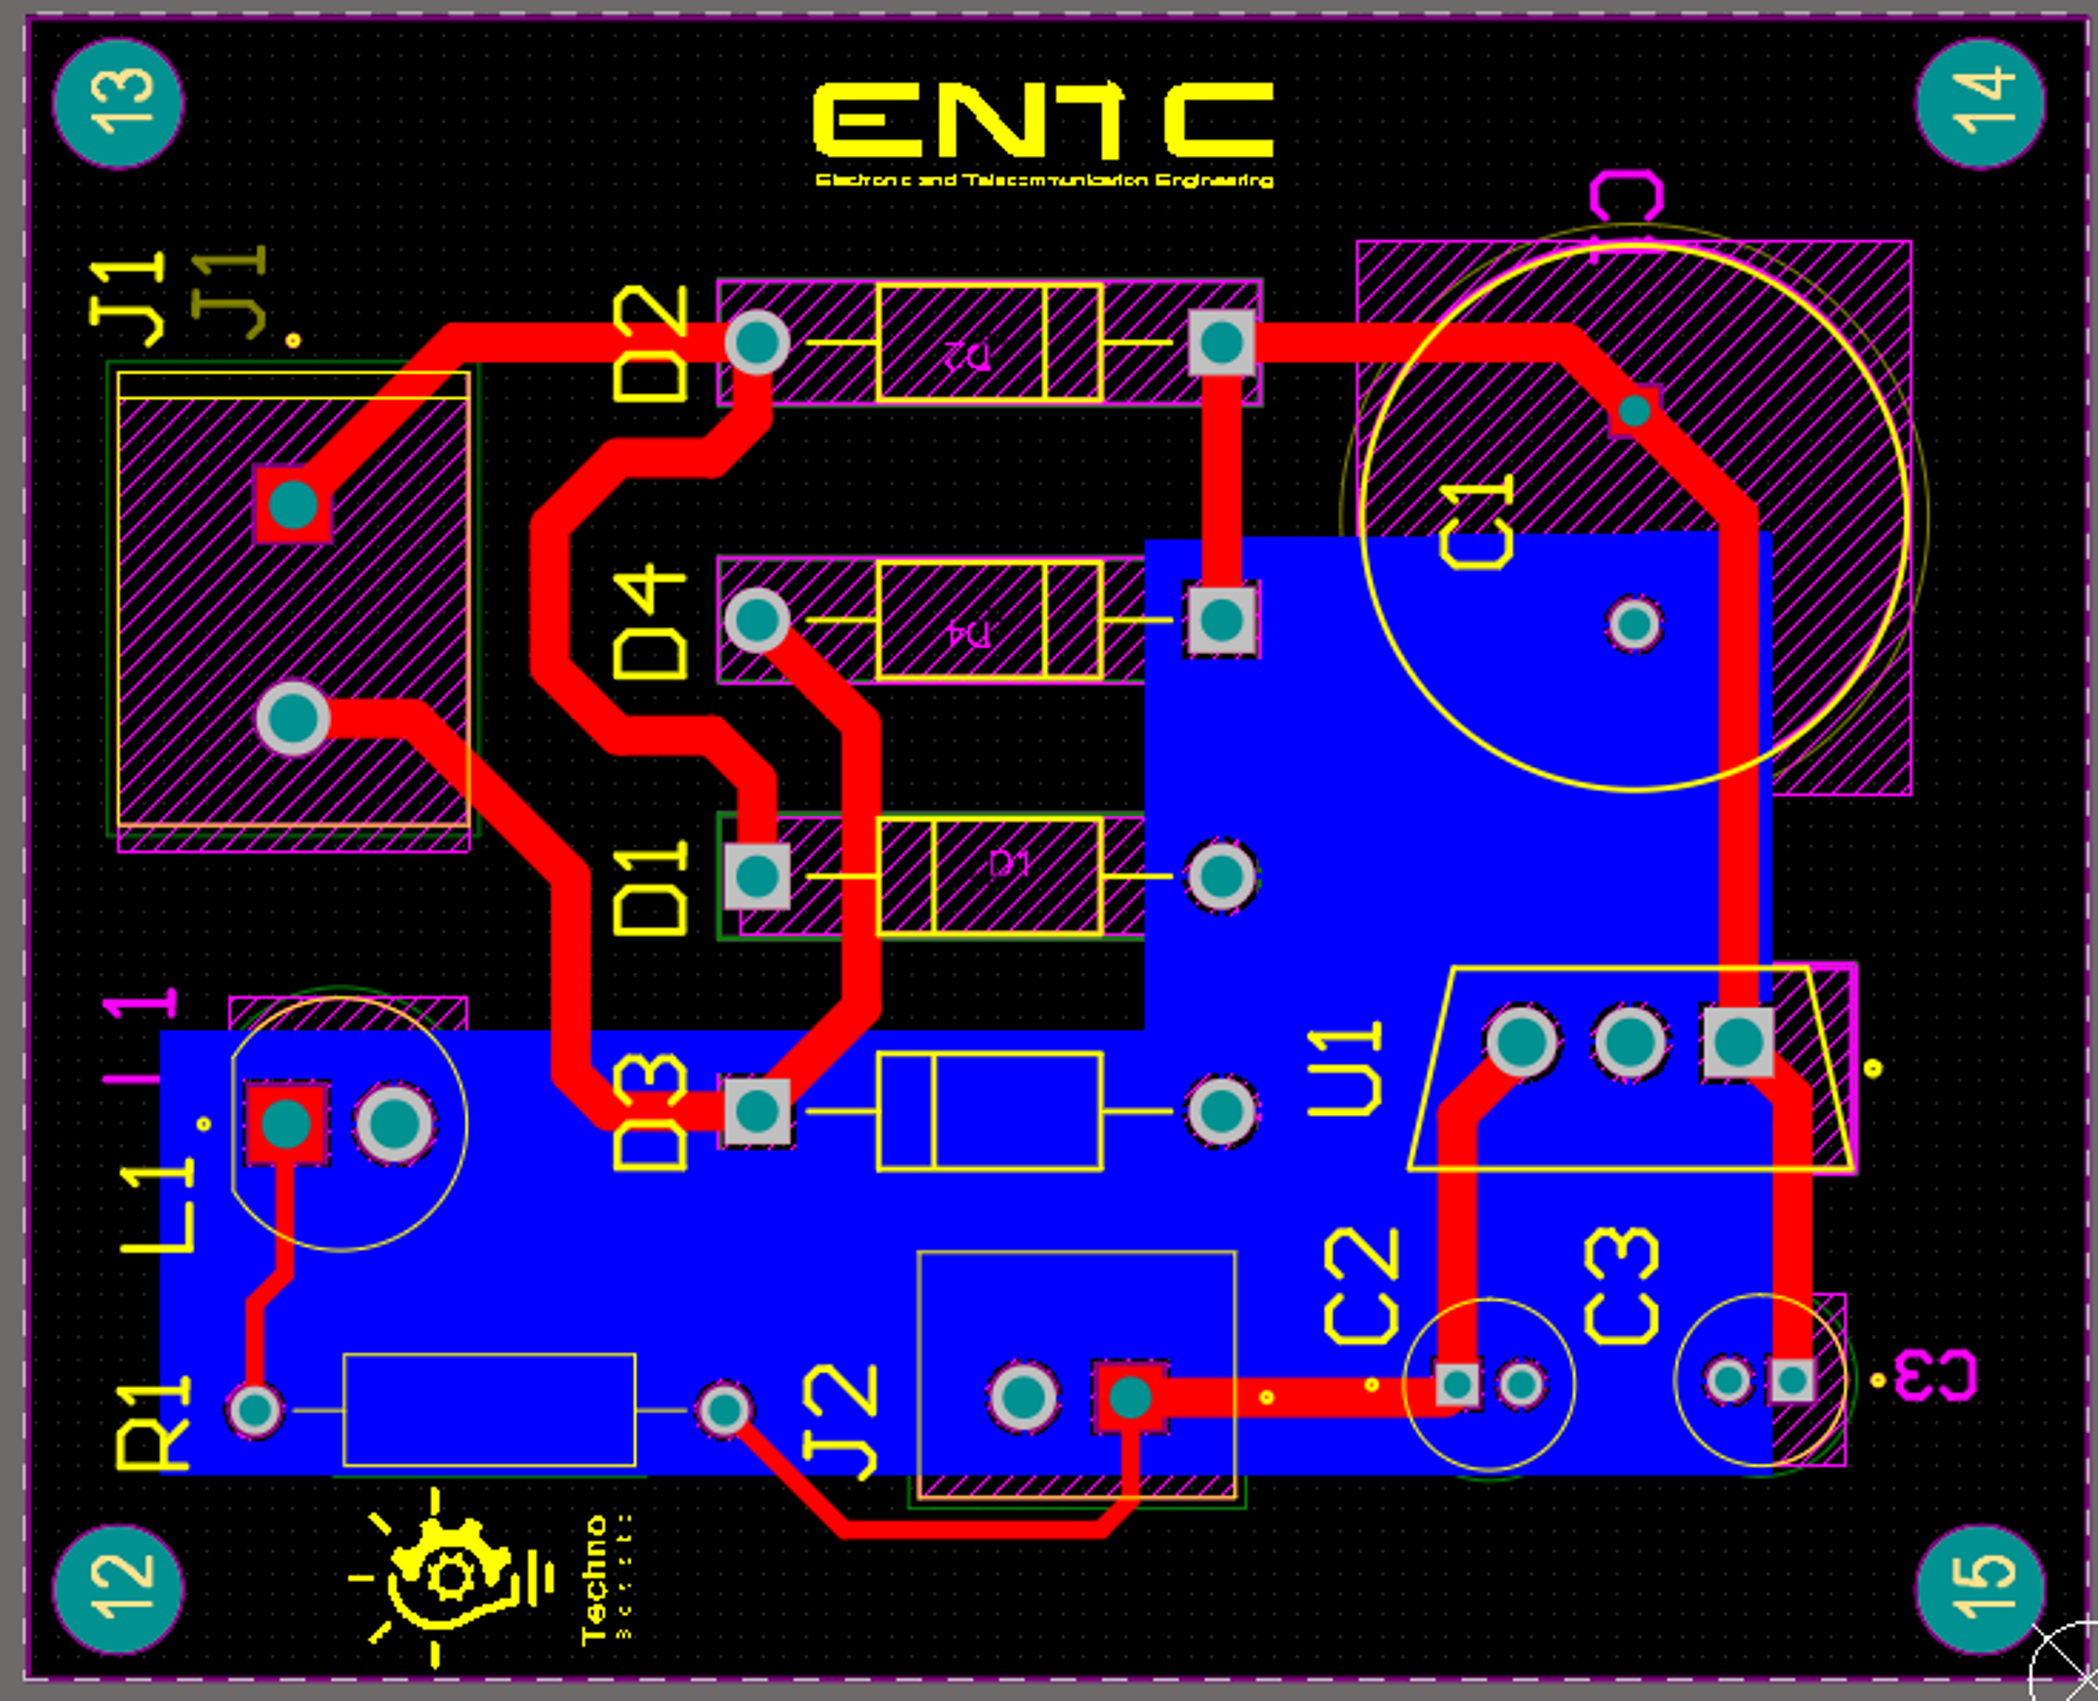 13
14
ENTC
Electronic and Telecommunication Engineering
J1
J1
D2
D2
C1
C1
D4
D4
D1
D1
L1
L1
D3
U1
C2
C3
C3
R1
J2
12
Techno
15